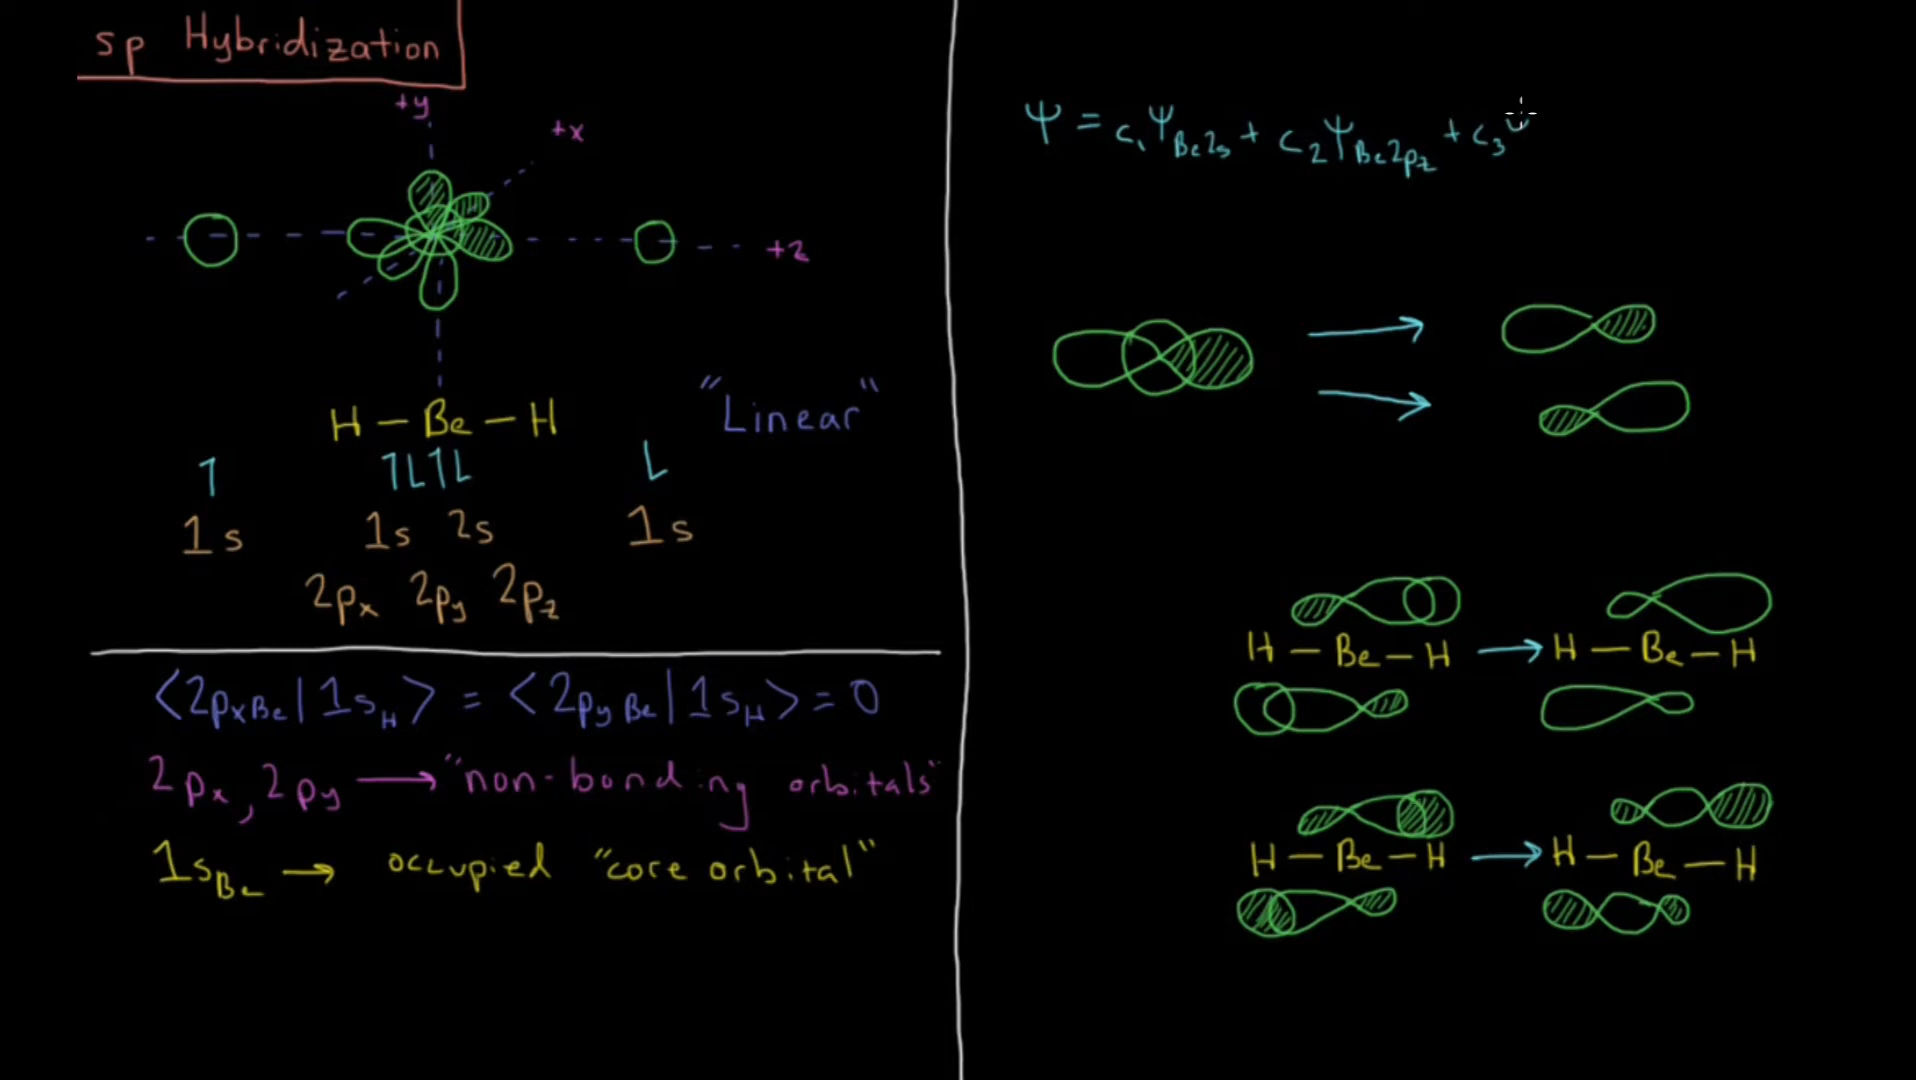 sp Hybridization
+y
+x
+z
H – Be – H
"Linear"
↿ ↿⇂↿⇂ ⇂
1s 1s 2s 1s
2px 2py 2pz
⟨2pxBe|1sH⟩ = ⟨2pyBe|1sH⟩ = 0
2px, 2py → "non-bonding orbitals"
1sBe → occupied "core orbital"
Ψ = c₁ΨBe2s + c₂ΨBe2pz + c₃
H – Be – H → H – Be – H
H – Be – H → H – Be – H